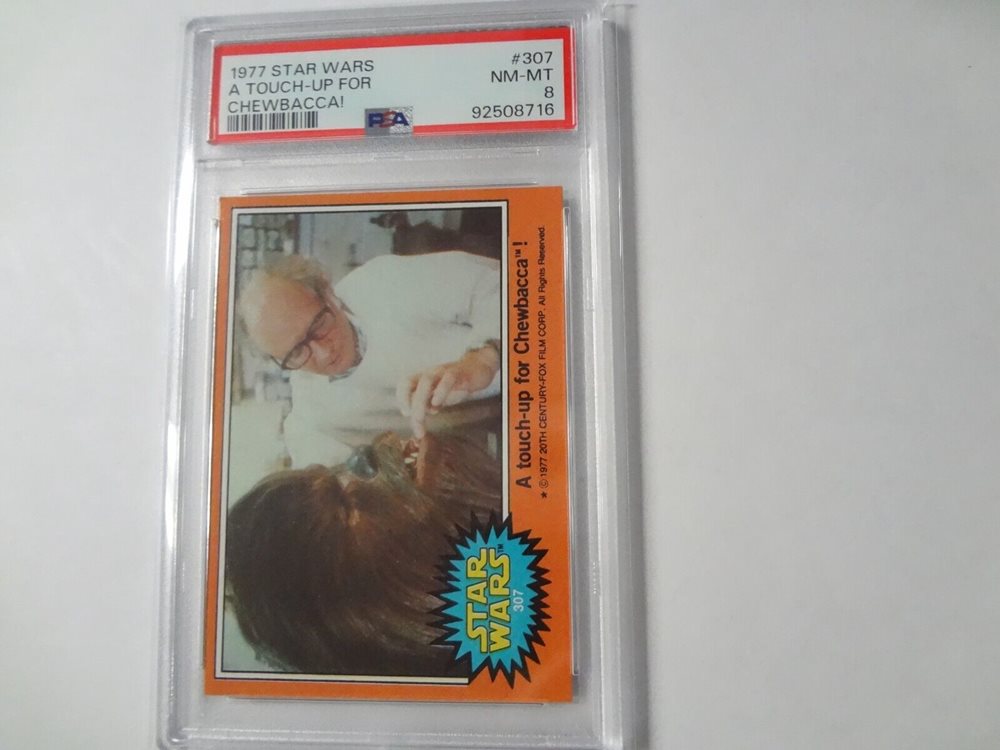 1977 STAR WARS
A TOUCH-UP FOR
CHEWBACCA!
#307
NM-MT
8
92508716
PSA
A touch-up for Chewbacca™!
★ ©1977 20TH CENTURY-FOX FILM CORP. All Rights Reserved.
STAR
WARS™
307